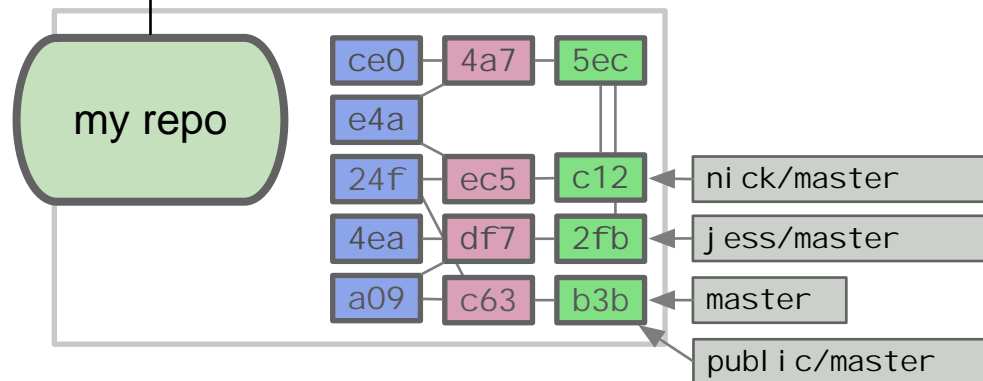 my repo
ce0 4a7 5ec
e4a
24f ec5 c12 nick/master
4ea df7 2fb jess/master
a09 c63 b3b master
public/master